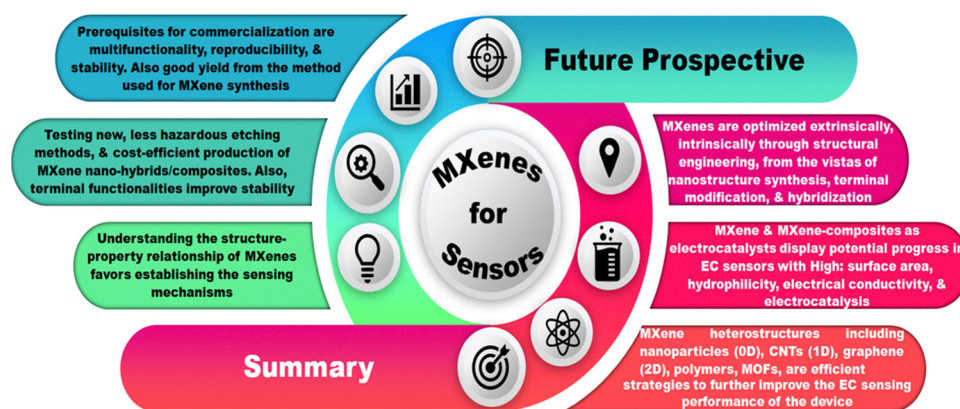 Prerequisites for commercialization are
multifunctionality, reproducibility, &
stability. Also good yield from the method
used for MXene synthesis
Testing new, less hazardous etching
methods, & cost-efficient production of
MXene nano-hybrids/composites. Also,
terminal functionalities improve stability
Understanding the structure-
property relationship of MXenes
favors establishing the sensing
mechanisms
Summary
MXenes
for
Sensors
Future Prospective
MXenes are optimized extrinsically,
intrinsically through structural
engineering, from the vistas of
nanostructure synthesis, terminal
modification, & hybridization
MXene & MXene-composites as
electrocatalysts display potential progress in
EC sensors with High: surface area,
hydrophilicity, electrical conductivity, &
electrocatalysis
MXene heterostructures including
nanoparticles (0D), CNTs (1D), graphene
(2D), polymers, MOFs, are efficient
strategies to further improve the EC sensing
performance of the device